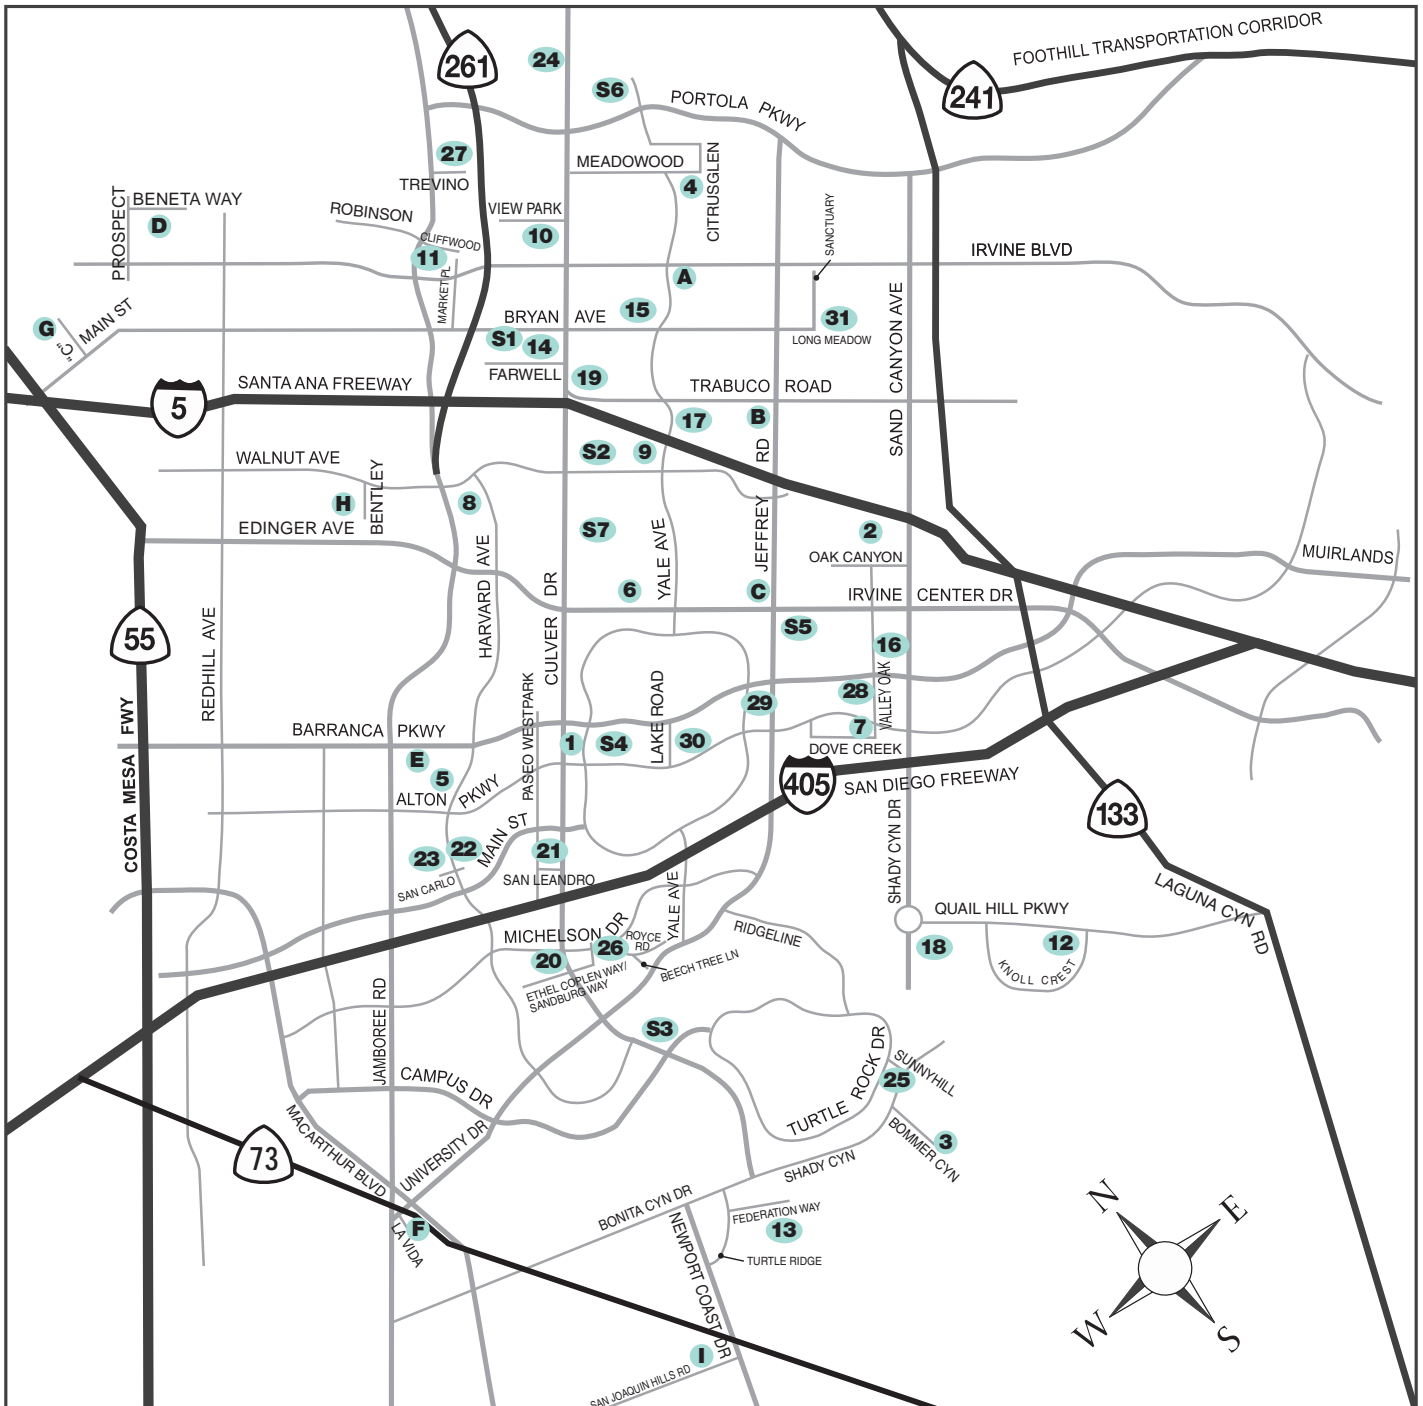 261
24
S6
241
FOOTHILL TRANSPORTATION CORRIDOR
PORTOLA PKWY
27
TREVINO
MEADOWOOD
4
CITRUSGLEN
PROSPECT
BENETA WAY
D
ROBINSON
CLIFFWOOD
11
MARKET PL
VIEW PARK
10
SANCTUARY
IRVINE BLVD
A
G
"C"
MAIN ST
BRYAN AVE
15
31
LONG MEADOW
SAND CANYON AVE
S1
14
FARWELL
19
5
SANTA ANA FREEWAY
TRABUCO ROAD
17
B
WALNUT AVE
S2
9
H
BENTLEY
8
EDINGER AVE
S7
YALE AVE
JEFFREY RD
2
OAK CANYON
MUIRLANDS
HARVARD AVE
CULVER DR
6
C
IRVINE CENTER DR
55
REDHILL AVE
S5
16
VALLEY OAK
28
29
COSTA MESA FWY
BARRANCA PKWY
PASEO WESTPARK
1
S4
LAKE ROAD
30
7
DOVE CREEK
E
5
ALTON PKWY
405
SAN DIEGO FREEWAY
133
MAIN ST
23
22
SAN CARLO
21
SAN LEANDRO
SHADY CYN DR
LAGUNA CYN RD
QUAIL HILL PKWY
18
12
KNOLL CREST
MICHELSON DR
YALE AVE
RIDGELINE
26
ROYCE
RD
20
BEECH TREE LN
ETHEL COPLEN WAY/
SANDBURG WAY
S3
JAMBOREE RD
CAMPUS DR
TURTLE ROCK DR
SUNNYHILL
25
MACARTHUR BLVD
UNIVERSITY DR
73
BOMMER CYN
3
SHADY CYN
BONITA CYN DR
FEDERATION WAY
13
F
LA VIDA
NEWPORT COAST DR
TURTLE RIDGE
I
SAN JOAQUIN HILLS RD
N
E
W
S